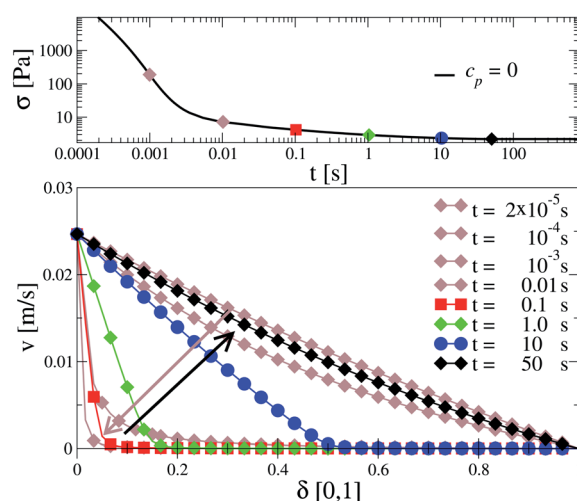 σ [Pa]
1000
100
10
c_p = 0
0.0001 0.001 0.01 0.1 1 10 100
t [s]
v [m/s]
0.03
0.02
0.01
0
t = 2x10^-5 s
t = 10^-4 s
t = 10^-3 s
t = 0.01 s
t = 0.1 s
t = 1.0 s
t = 10 s
t = 50 s
0 0.2 0.4 0.6 0.8
δ [0,1]